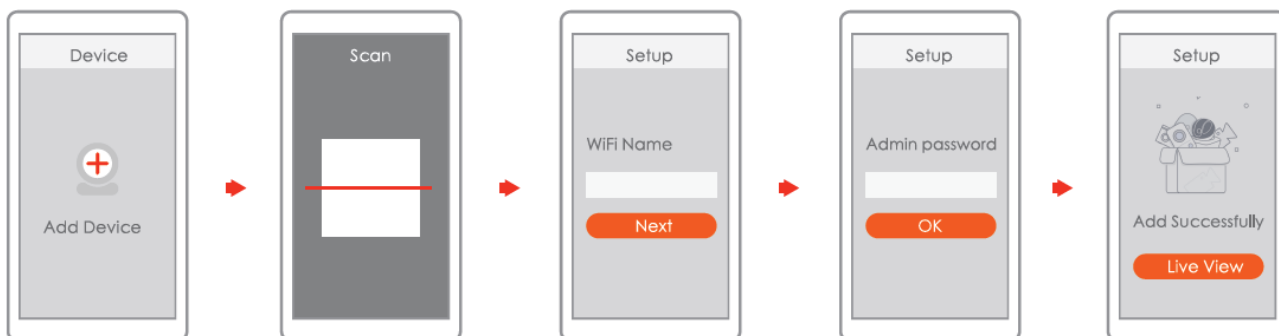 Device
Add Device
Scan
Setup
WiFi Name
Next
Setup
Admin password
OK
Setup
Add Successfully
Live View